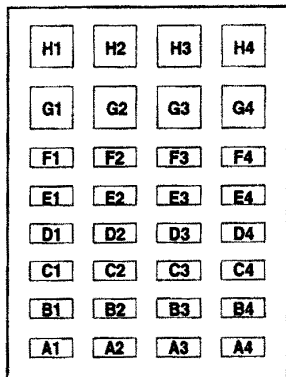 H1 H2 H3 H4
G1 G2 G3 G4
F1 F2 F3 F4
E1 E2 E3 E4
D1 D2 D3 D4
C1 C2 C3 C4
B1 B2 B3 B4
A1 A2 A3 A4